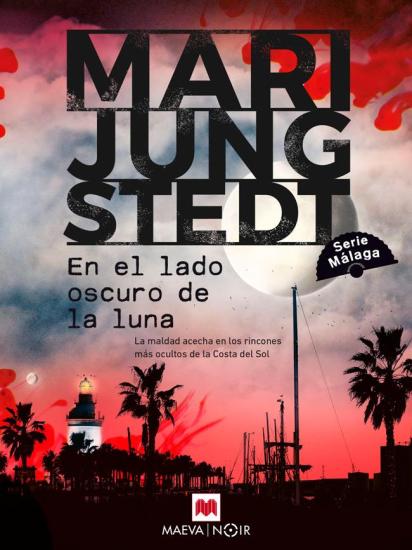 MARI
JUNG
STEDT
Serie
Málaga
En el lado
oscuro de
la luna
La maldad acecha en los rincones
más ocultos de la Costa del Sol
MAEVA | NOIR